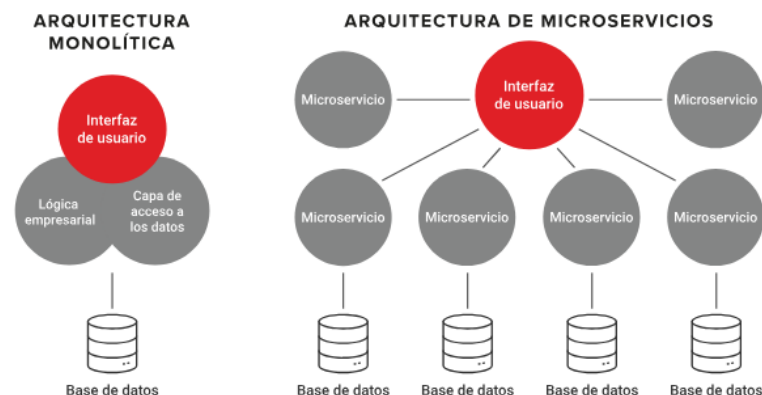 ARQUITECTURA
MONOLÍTICA
Interfaz
de usuario
Lógica
empresarial
Capa de
acceso a
los datos
Base de datos
ARQUITECTURA DE MICROSERVICIOS
Microservicio
Interfaz
de usuario
Microservicio
Microservicio
Microservicio
Microservicio
Microservicio
Base de datos
Base de datos
Base de datos
Base de datos